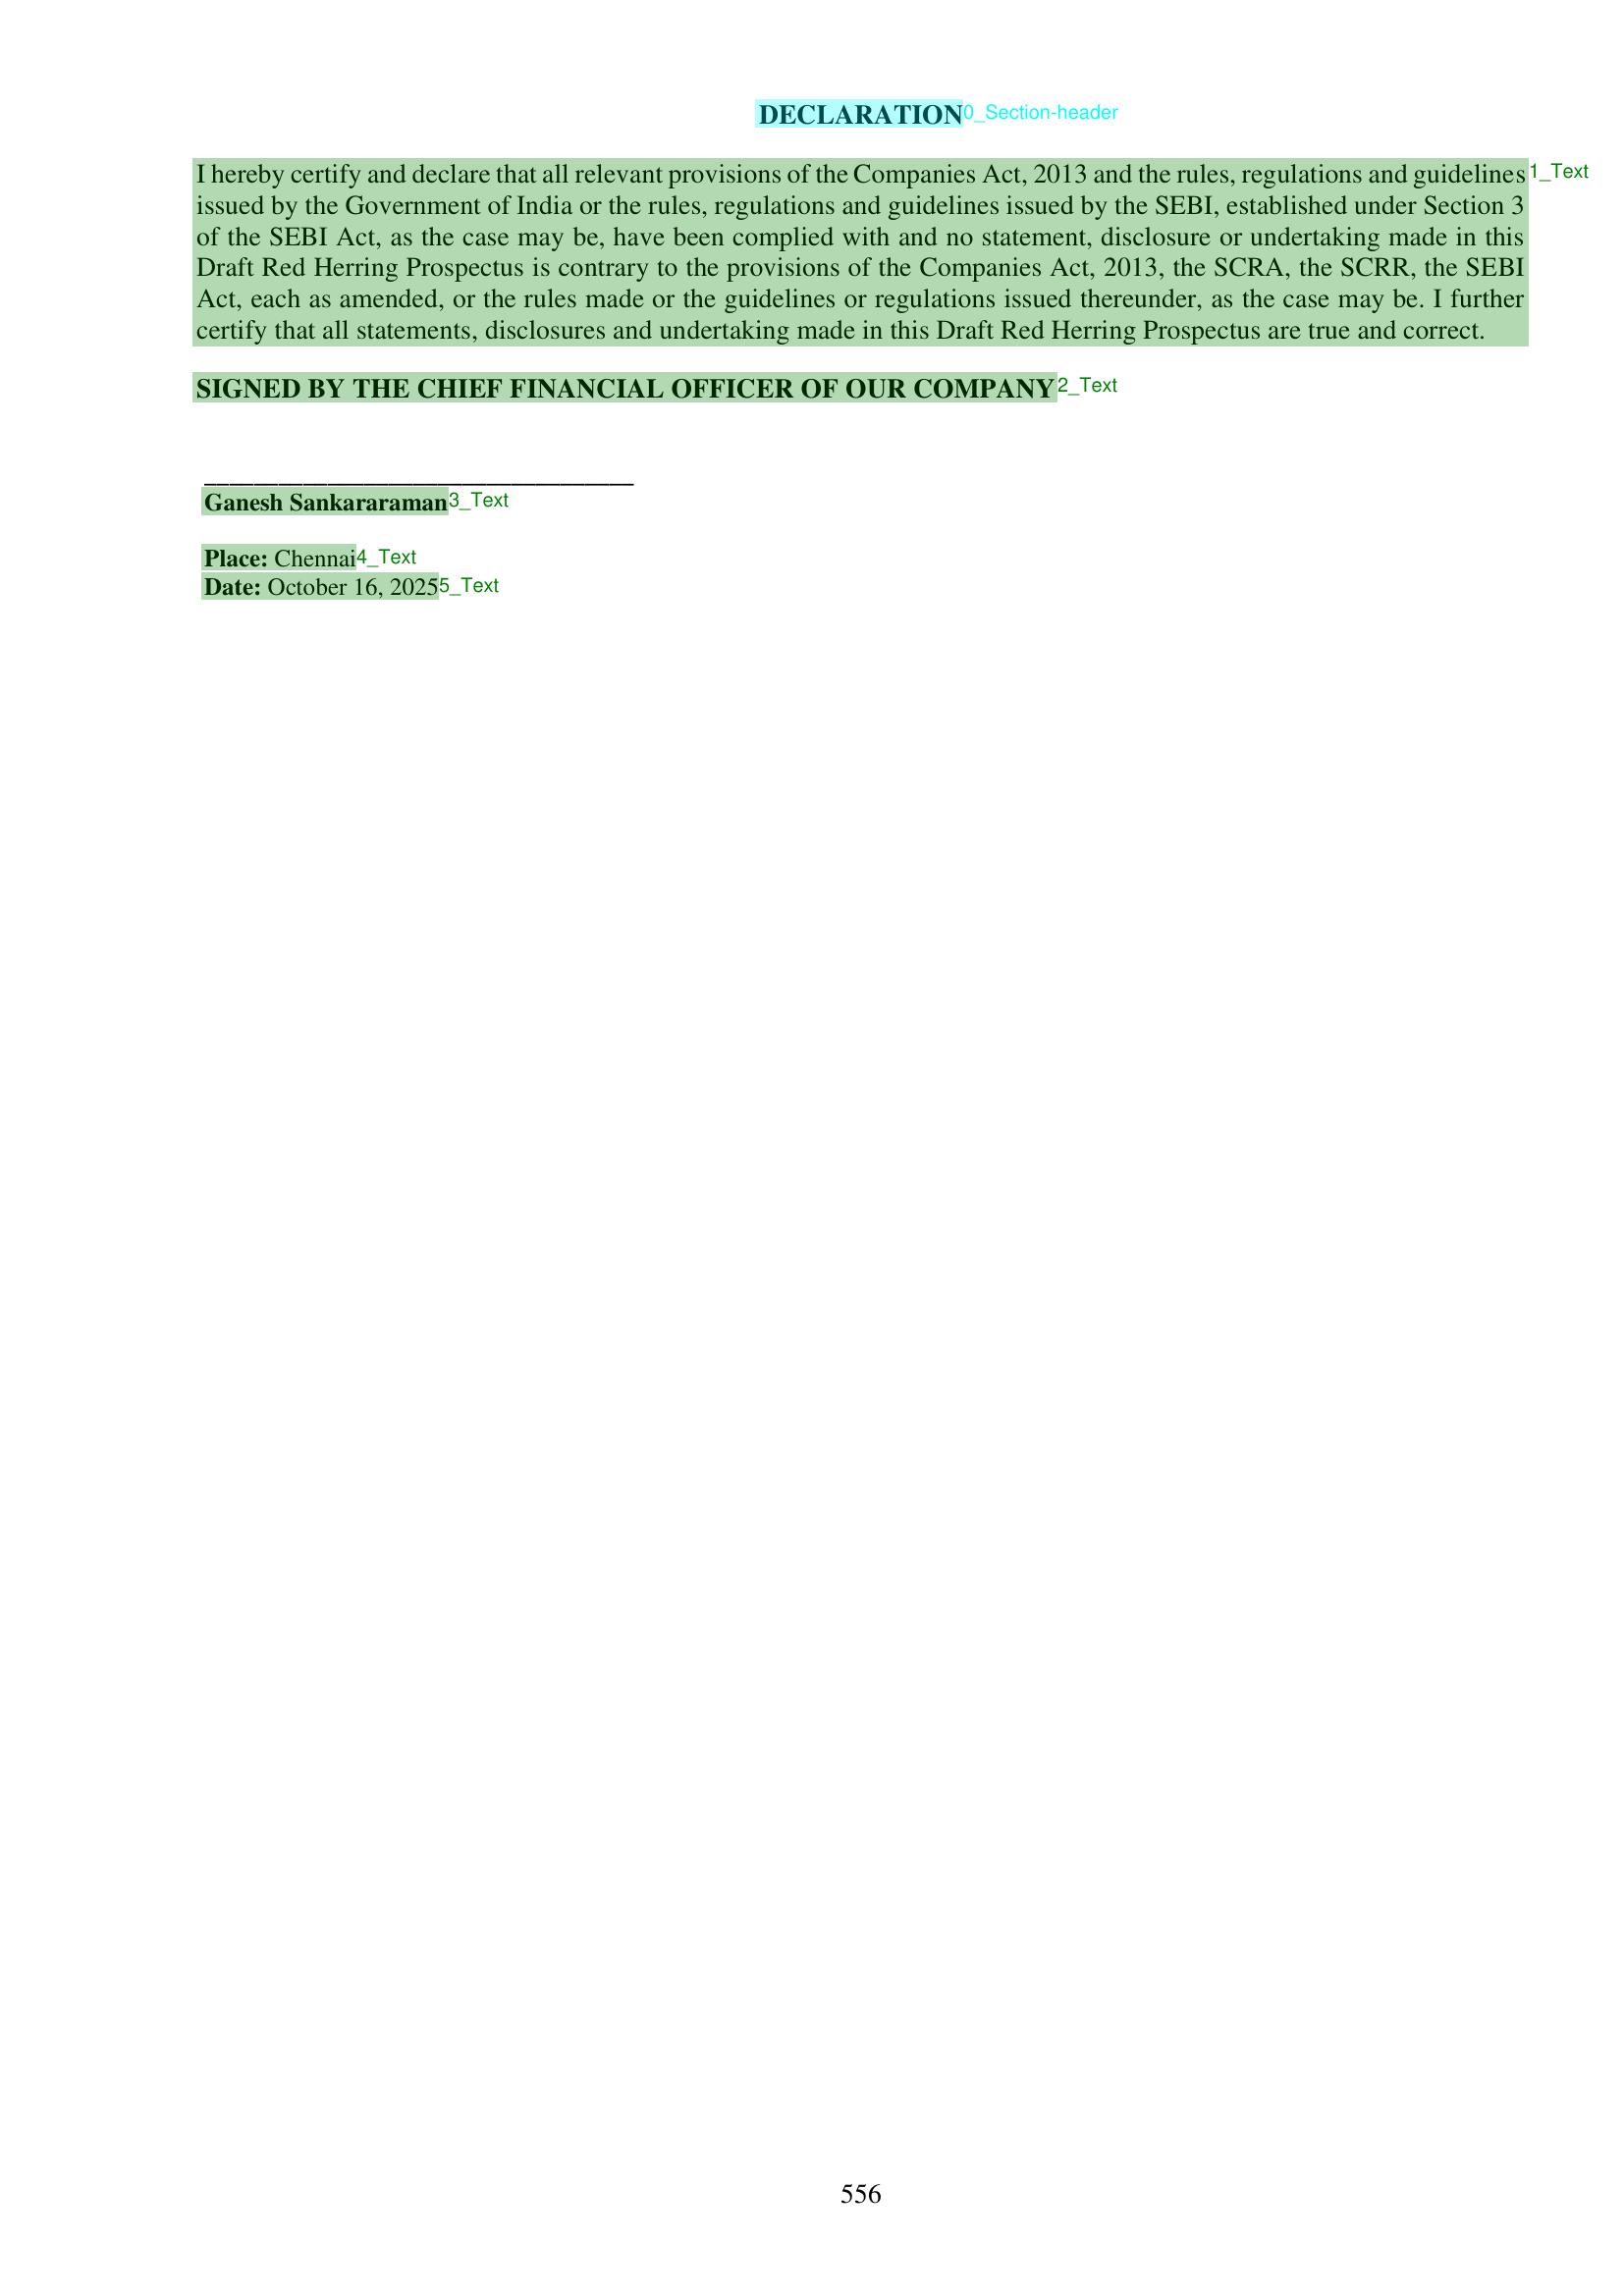 DECLARATION0_Section-header
I hereby certify and declare that all relevant provisions of the Companies Act, 2013 and the rules, regulations and guidelines1_Text
issued by the Government of India or the rules, regulations and guidelines issued by the SEBI, established under Section 3
of the SEBI Act, as the case may be, have been complied with and no statement, disclosure or undertaking made in this
Draft Red Herring Prospectus is contrary to the provisions of the Companies Act, 2013, the SCRA, the SCRR, the SEBI
Act, each as amended, or the rules made or the guidelines or regulations issued thereunder, as the case may be. I further
certify that all statements, disclosures and undertaking made in this Draft Red Herring Prospectus are true and correct.
SIGNED BY THE CHIEF FINANCIAL OFFICER OF OUR COMPANY2_Text
Ganesh Sankararaman3_Text
Place: Chennai4_Text
Date: October 16, 20255_Text
556